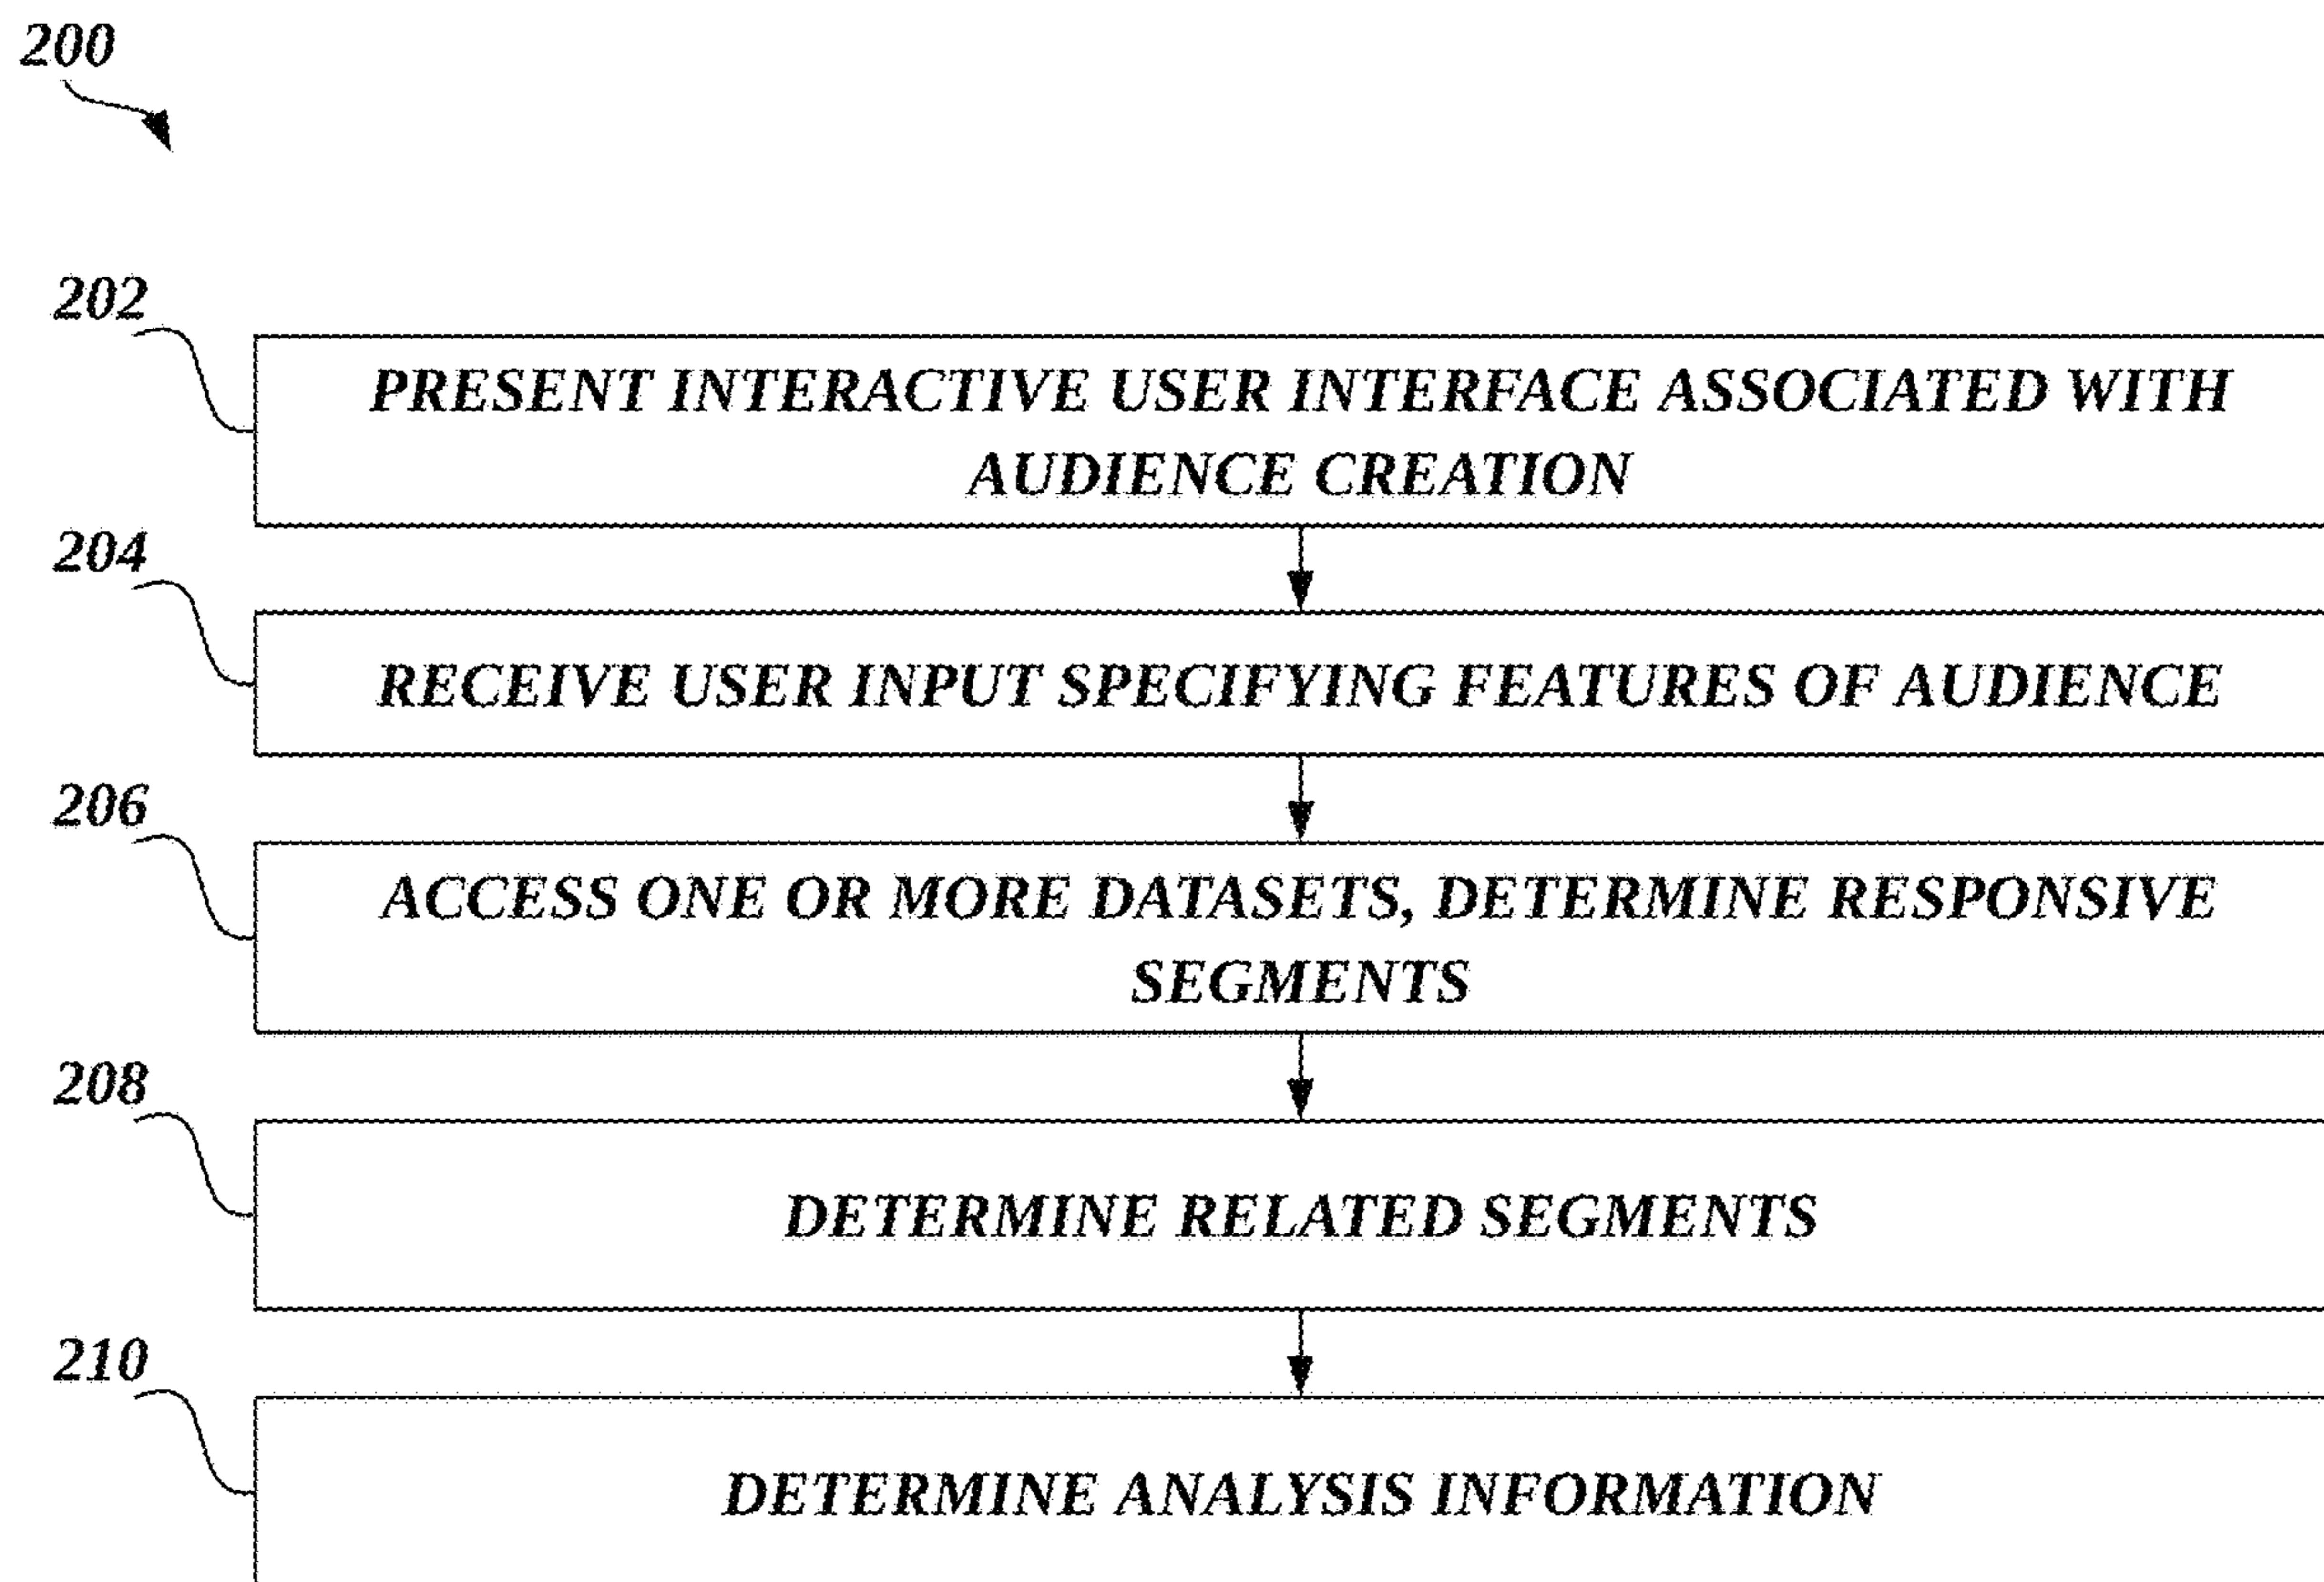 200
202
PRESENT INTERACTIVE USER INTERFACE ASSOCIATED WITH
AUDIENCE CREATION
204
RECEIVE USER INPUT SPECIFYING FEATURES OF AUDIENCE
206
ACCESS ONE OR MORE DATASETS, DETERMINE RESPONSIVE
SEGMENTS
208
DETERMINE RELATED SEGMENTS
210
DETERMINE ANALYSIS INFORMATION